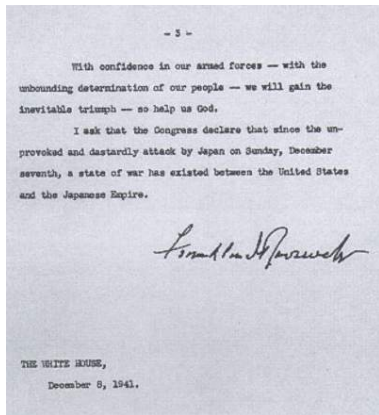 - 3 -
With confidence in our armed forces — with the
unbounding determination of our people — we will gain the
inevitable triumph — so help us God.
I ask that the Congress declare that since the un-
provoked and dastardly attack by Japan on Sunday, December
seventh, a state of war has existed between the United States
and the Japanese Empire.
Franklin D Roosevelt
THE WHITE HOUSE,
December 8, 1941.